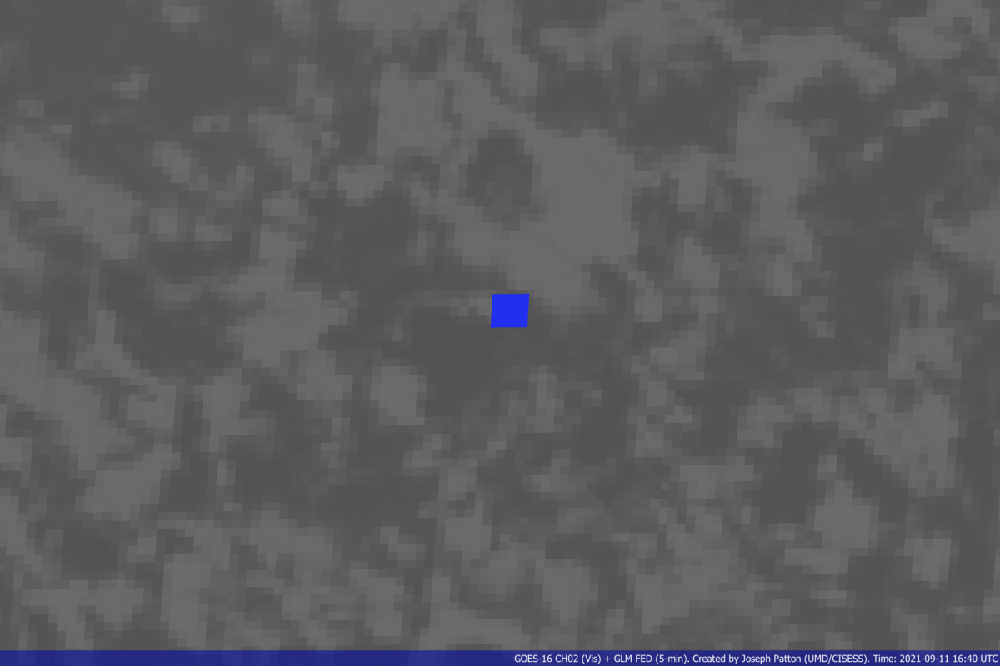 GOES-16 CH02 (Vis) + GLM FED (5-min). Created by Joseph Patton (UMD/CISESS). Time: 2021-09-11 16:40 UTC